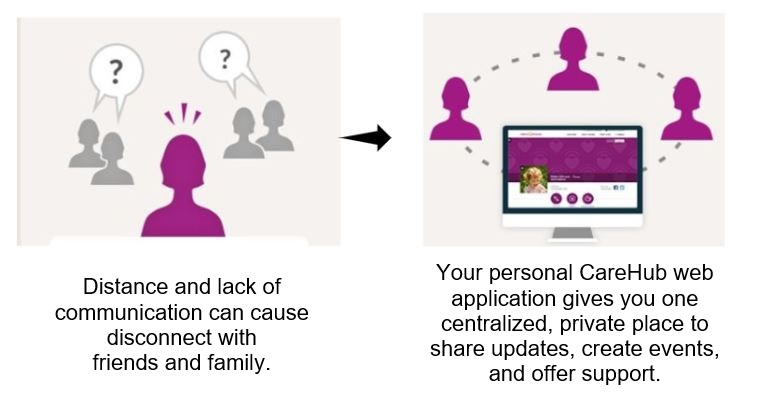 ?
?
Distance and lack of
communication can cause
disconnect with
friends and family.
Your personal CareHub web
application gives you one
centralized, private place to
share updates, create events,
and offer support.